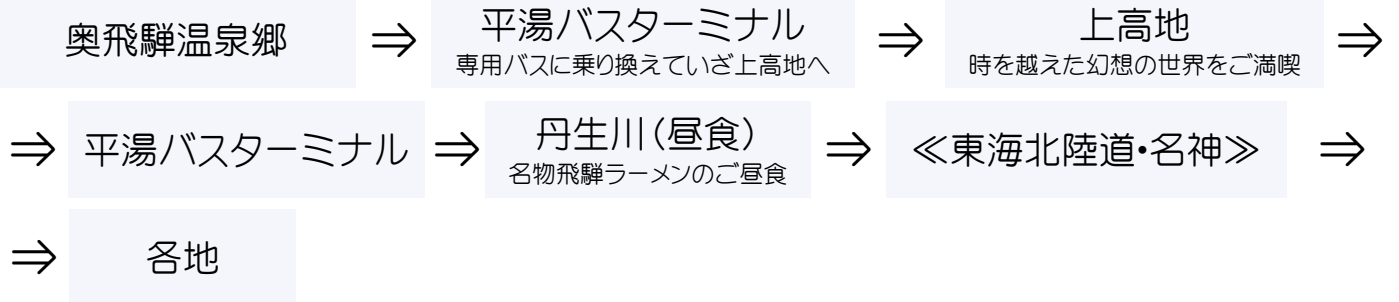 奥飛騨温泉郷 ⇒ 平湯バスターミナル ⇒ 上高地 ⇒
専用バスに乗り換えていざ上高地へ 時を越えた幻想の世界をご満喫
⇒ 平湯バスターミナル ⇒ 丹生川（昼食） ⇒ ≪東海北陸道・名神≫ ⇒
名物飛騨ラーメンのご昼食
⇒ 各地